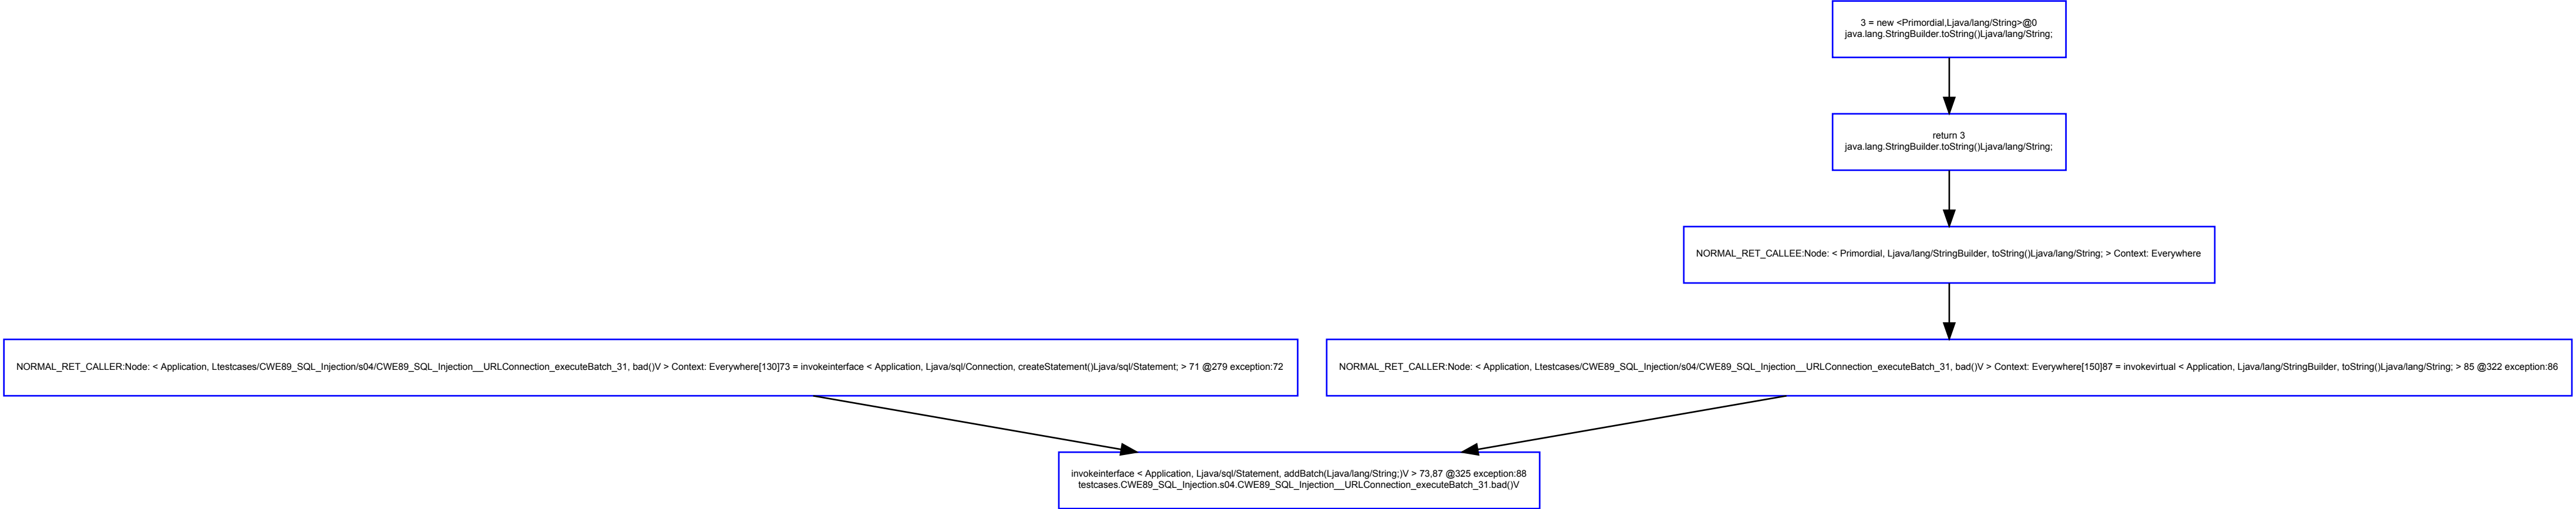 3 = new <Primordial,Ljava/lang/String>@0
java.lang.StringBuilder.toString()Ljava/lang/String;
return 3
java.lang.StringBuilder.toString()Ljava/lang/String;
NORMAL_RET_CALLEE:Node: < Primordial, Ljava/lang/StringBuilder, toString()Ljava/lang/String; > Context: Everywhere
NORMAL_RET_CALLER:Node: < Application, Ltestcases/CWE89_SQL_Injection/s04/CWE89_SQL_Injection__URLConnection_executeBatch_31, bad()V > Context: Everywhere[130]73 = invokeinterface < Application, Ljava/sql/Connection, createStatement()Ljava/sql/Statement; > 71 @279 exception:72
NORMAL_RET_CALLER:Node: < Application, Ltestcases/CWE89_SQL_Injection/s04/CWE89_SQL_Injection__URLConnection_executeBatch_31, bad()V > Context: Everywhere[150]87 = invokevirtual < Application, Ljava/lang/StringBuilder, toString()Ljava/lang/String; > 85 @322 exception:86
invokeinterface < Application, Ljava/sql/Statement, addBatch(Ljava/lang/String;)V > 73,87 @325 exception:88
testcases.CWE89_SQL_Injection.s04.CWE89_SQL_Injection__URLConnection_executeBatch_31.bad()V